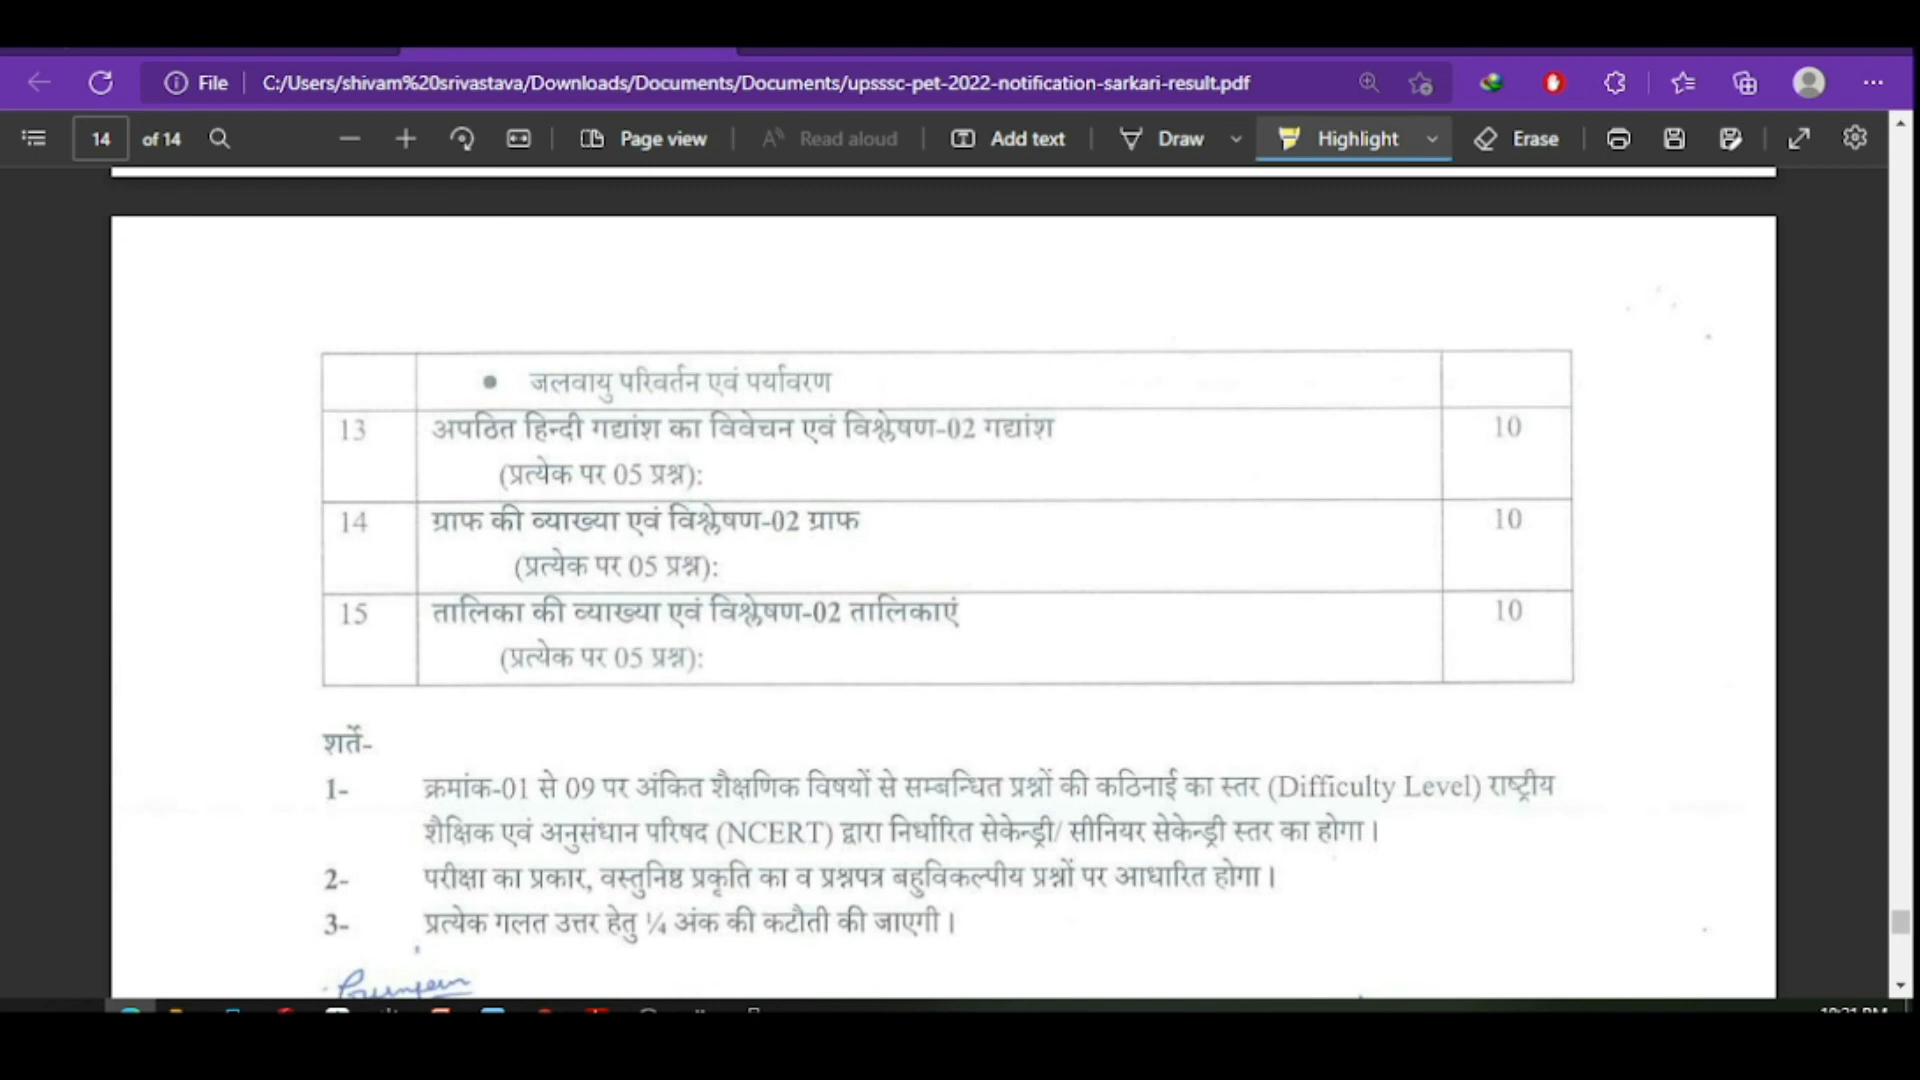 File C:/Users/shivam%20srivastava/Downloads/Documents/Documents/upsssc-pet-2022-notification-sarkari-result.pdf
14 of 14 Page view Read aloud Add text Draw Highlight Erase
• जलवायु परिवर्तन एवं पर्यावरण
13 अपठित हिन्दी गद्यांश का विवेचन एवं विश्लेषण-02 गद्यांश 10
(प्रत्येक पर 05 प्रश्न):
14 ग्राफ की व्याख्या एवं विश्लेषण-02 ग्राफ 10
(प्रत्येक पर 05 प्रश्न):
15 तालिका की व्याख्या एवं विश्लेषण-02 तालिकाएं 10
(प्रत्येक पर 05 प्रश्न):
शर्ते-
1- क्रमांक-01 से 09 पर अंकित शैक्षणिक विषयों से सम्बन्धित प्रश्नों की कठिनाई का स्तर (Difficulty Level) राष्ट्रीय
शैक्षिक एवं अनुसंधान परिषद (NCERT) द्वारा निर्धारित सेकेन्ड्री/ सीनियर सेकेन्ड्री स्तर का होगा।
2- परीक्षा का प्रकार, वस्तुनिष्ठ प्रकृति का व प्रश्नपत्र बहुविकल्पीय प्रश्नों पर आधारित होगा।
3- प्रत्येक गलत उत्तर हेतु ¼ अंक की कटौती की जाएगी।